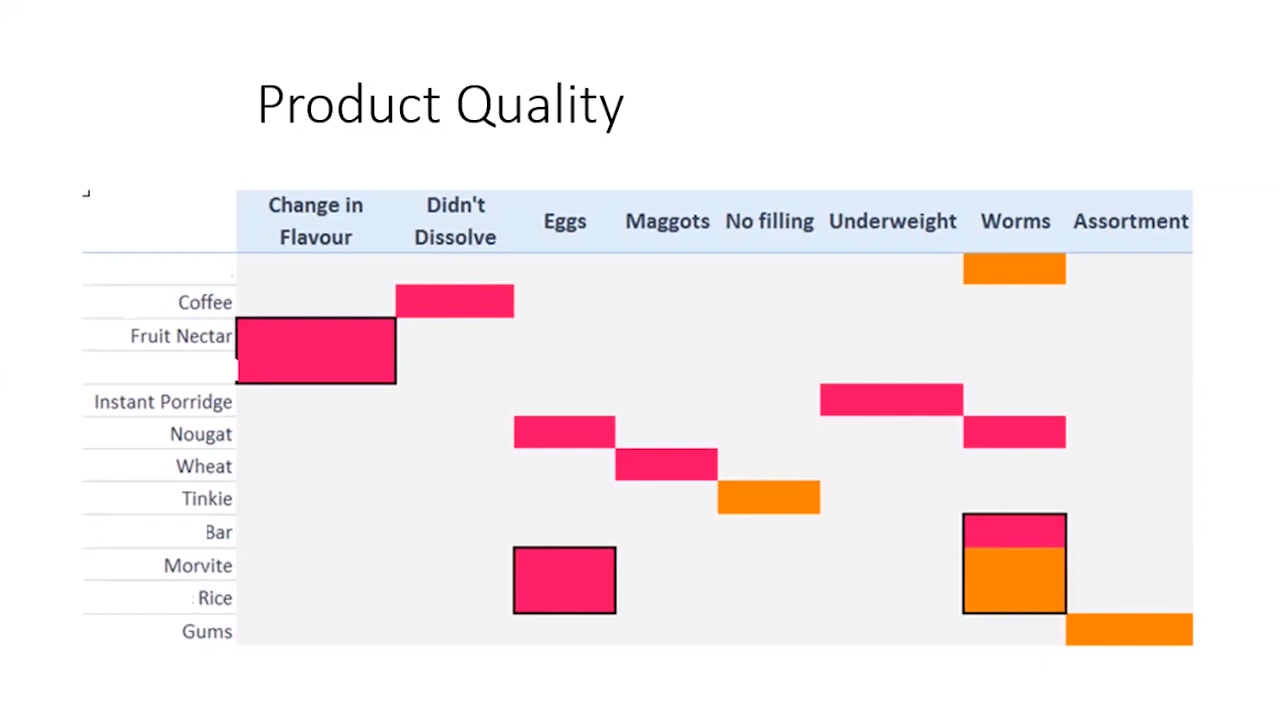 Product Quality
Change in Flavour
Didn't Dissolve
Eggs
Maggots
No filling
Underweight
Worms
Assortment
Coffee
Fruit Nectar
Instant Porridge
Nougat
Wheat
Tinkie
Bar
Morvite
Rice
Gums